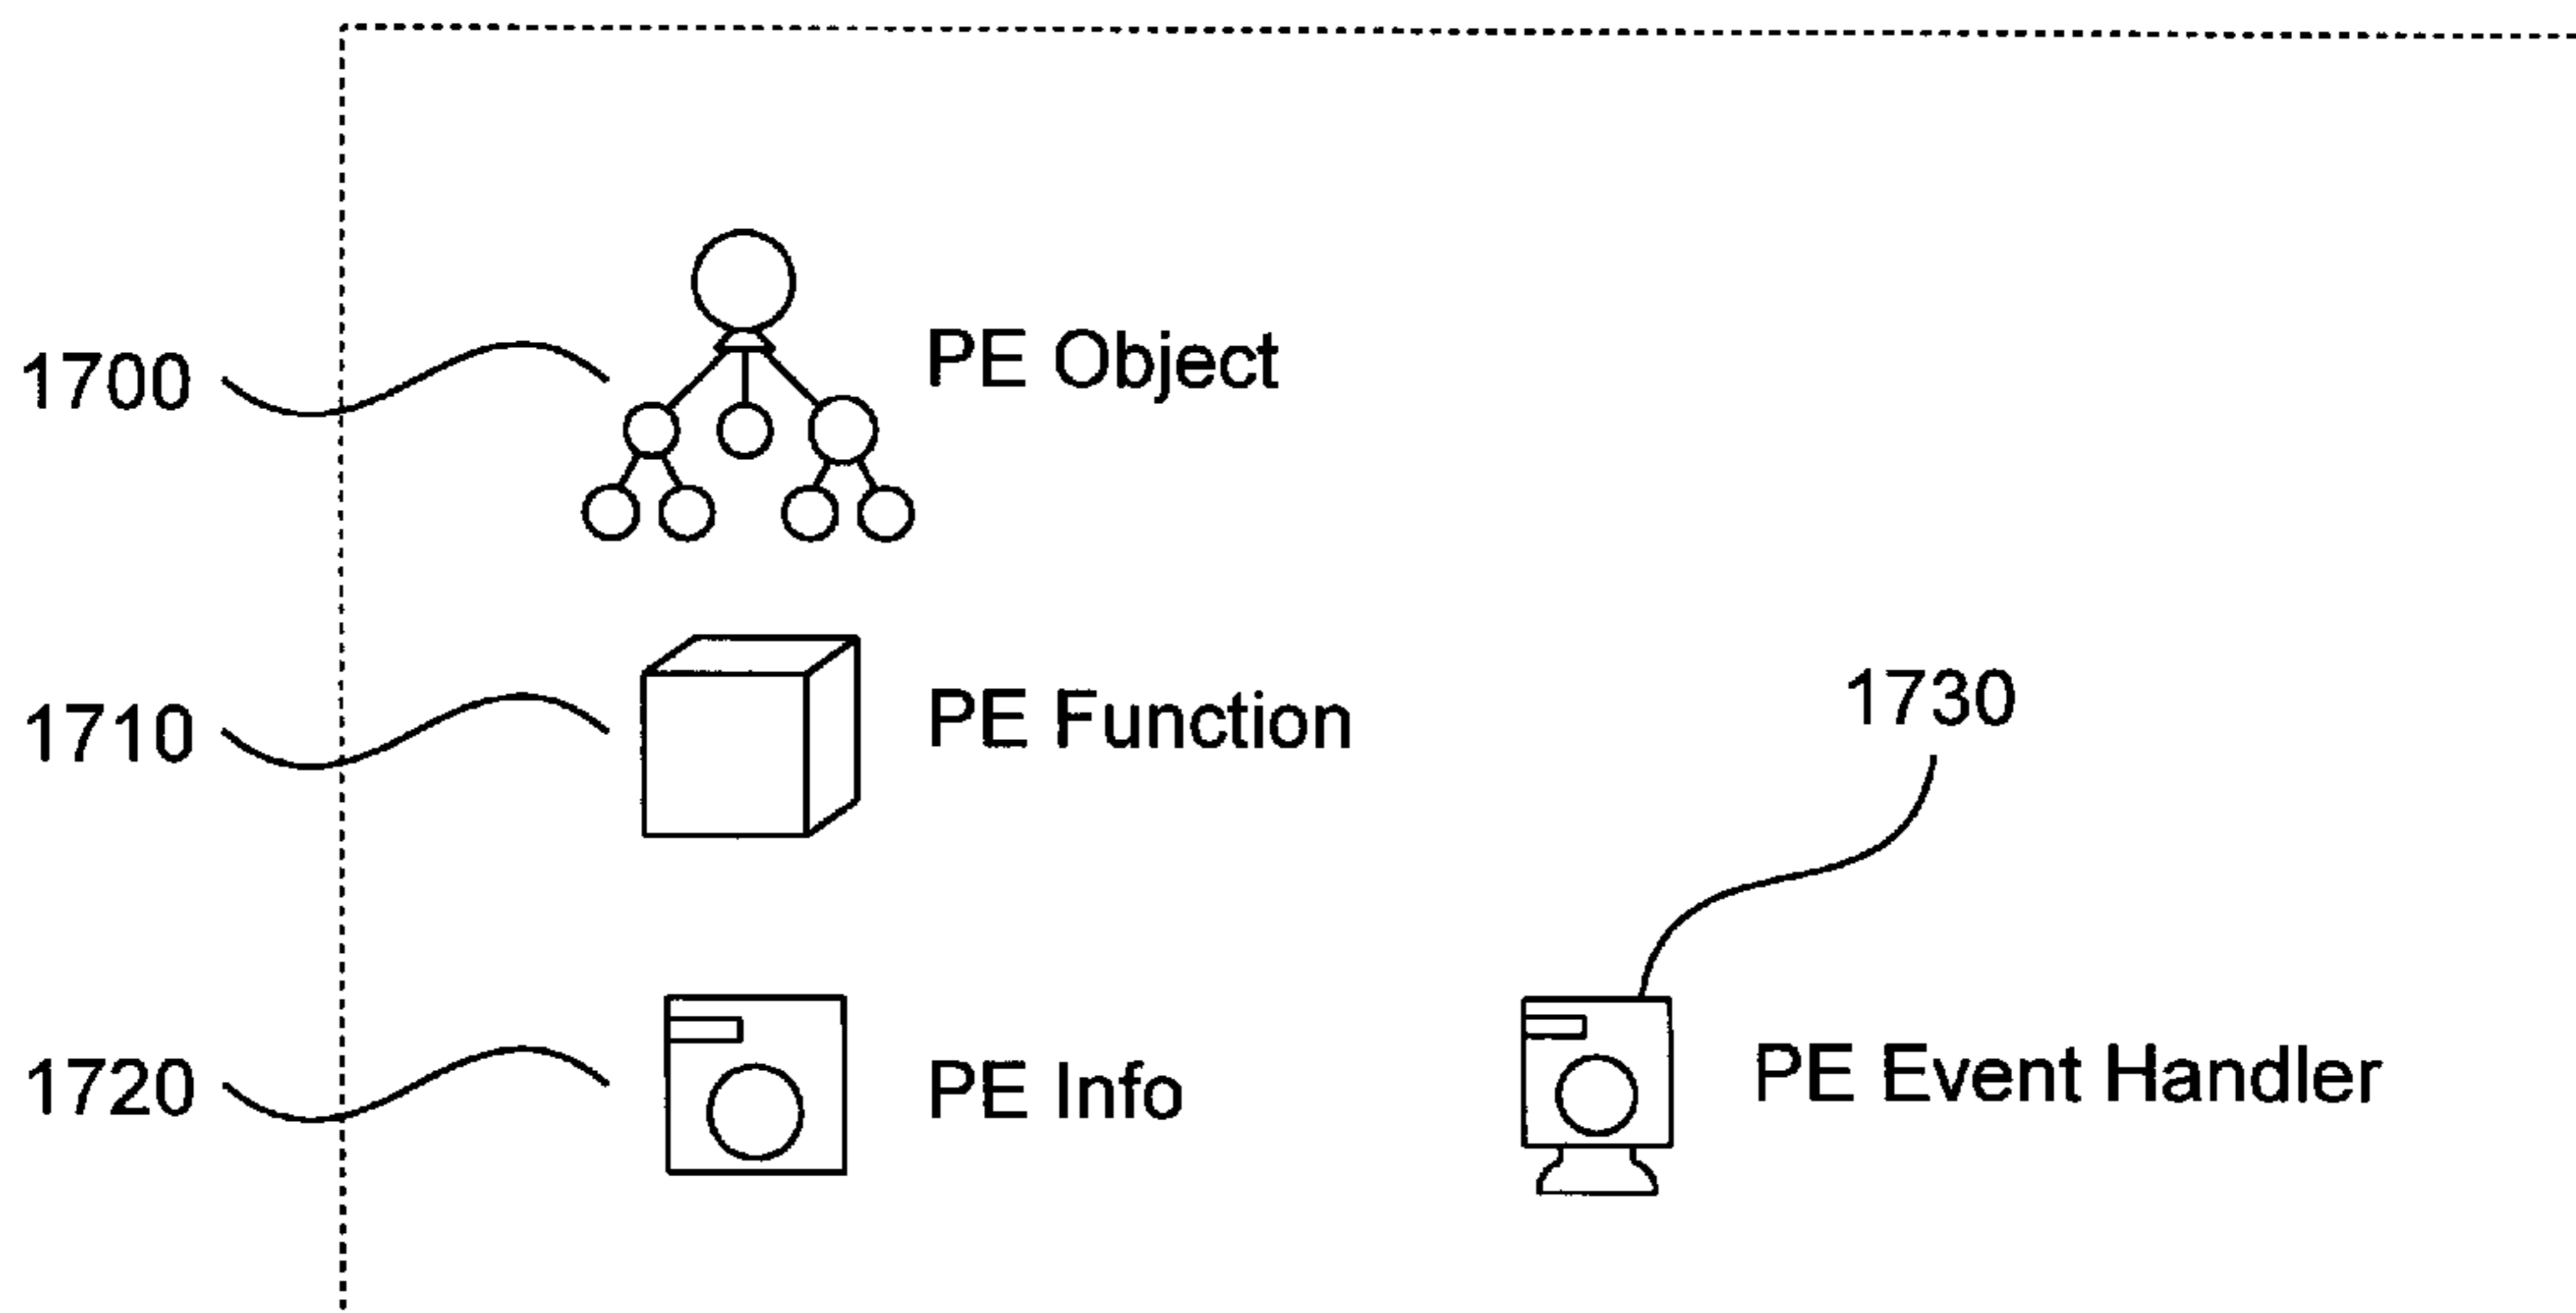 1700
PE Object
1710
PE Function
1730
1720
PE Info
PE Event Handler